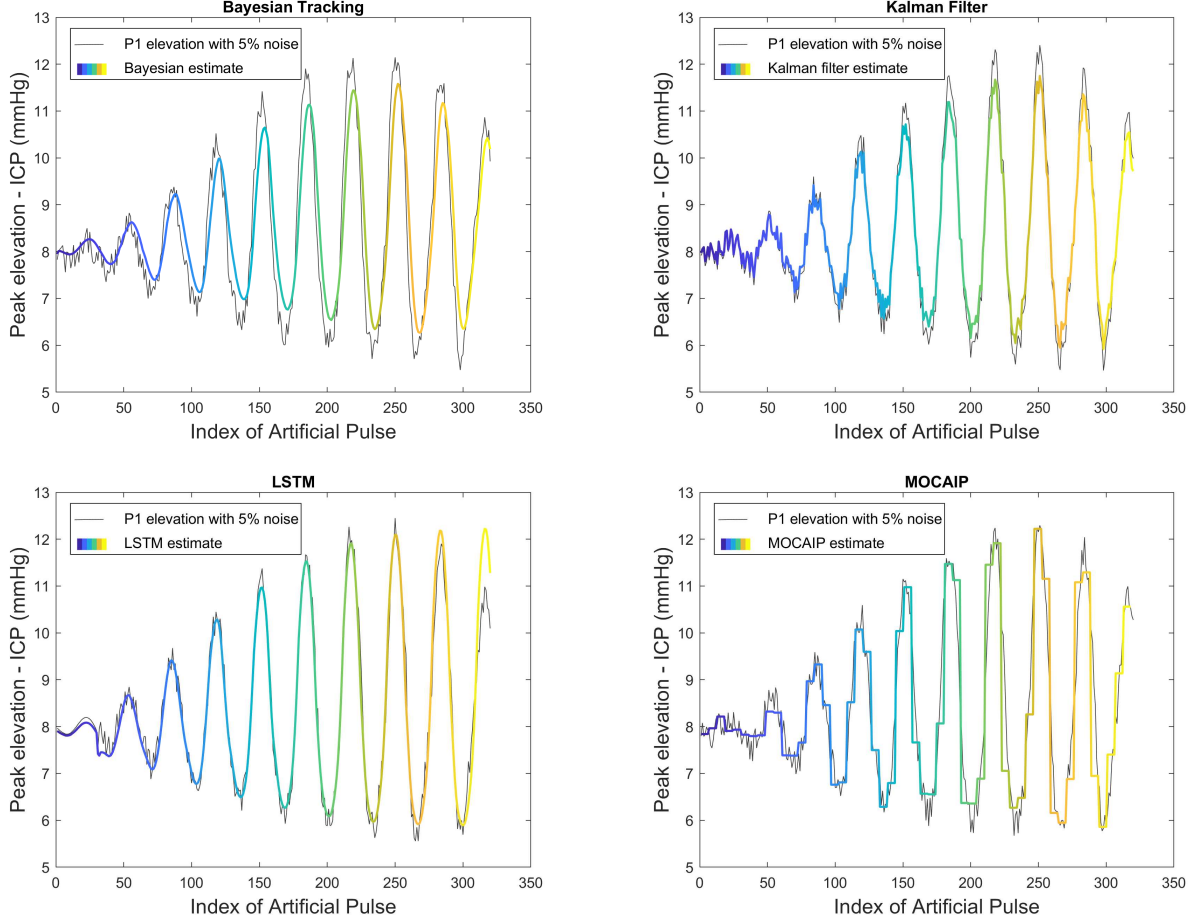 Bayesian Tracking
P1 elevation with 5% noise
Bayesian estimate
Peak elevation - ICP (mmHg)
13
12
11
10
9
8
7
6
5
0 50 100 150 200 250 300 350
Index of Artificial Pulse
Kalman Filter
P1 elevation with 5% noise
Kalman filter estimate
Peak elevation - ICP (mmHg)
13
12
11
10
9
8
7
6
5
0 50 100 150 200 250 300 350
Index of Artificial Pulse
LSTM
P1 elevation with 5% noise
LSTM estimate
Peak elevation - ICP (mmHg)
13
12
11
10
9
8
7
6
5
0 50 100 150 200 250 300 350
Index of Artificial Pulse
MOCAIP
P1 elevation with 5% noise
MOCAIP estimate
Peak elevation - ICP (mmHg)
13
12
11
10
9
8
7
6
5
0 50 100 150 200 250 300 350
Index of Artificial Pulse